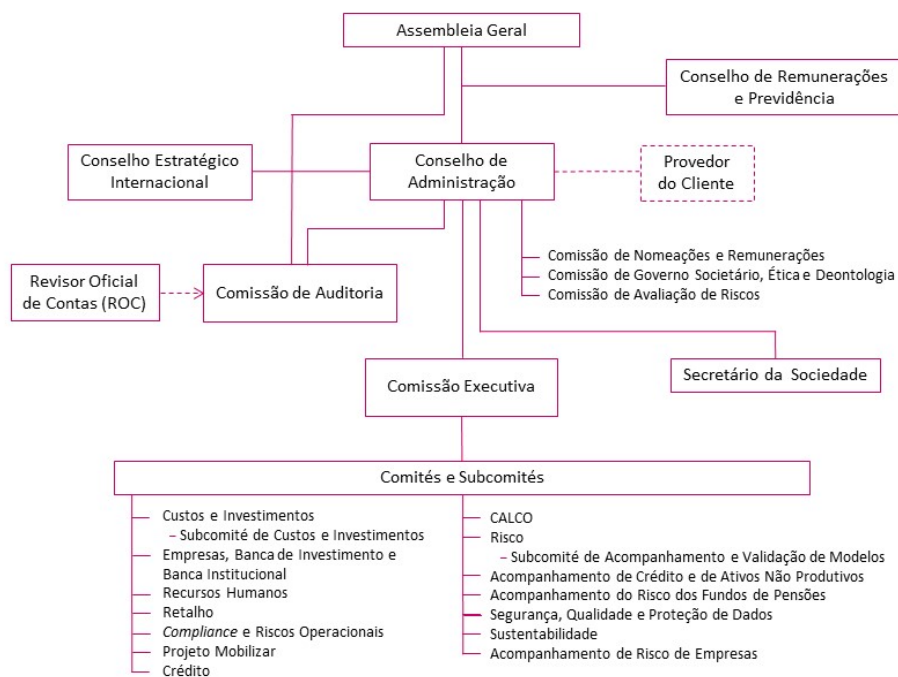 Assembleia Geral
Conselho de Remunerações
e Previdência
Conselho Estratégico
Internacional
Conselho de
Administração
Provedor
do Cliente
Comissão de Nomeações e Remunerações
Comissão de Governo Societário, Ética e Deontologia
Comissão de Avaliação de Riscos
Revisor Oficial
de Contas (ROC)
Comissão de Auditoria
Comissão Executiva
Secretário da Sociedade
Comités e Subcomités
Custos e Investimentos
– Subcomité de Custos e Investimentos
Empresas, Banca de Investimento e
Banca Institucional
Recursos Humanos
Retalho
Compliance e Riscos Operacionais
Projeto Mobilizar
Crédito
CALCO
Risco
– Subcomité de Acompanhamento e Validação de Modelos
Acompanhamento de Crédito e de Ativos Não Produtivos
Acompanhamento do Risco dos Fundos de Pensões
Segurança, Qualidade e Proteção de Dados
Sustentabilidade
Acompanhamento de Risco de Empresas